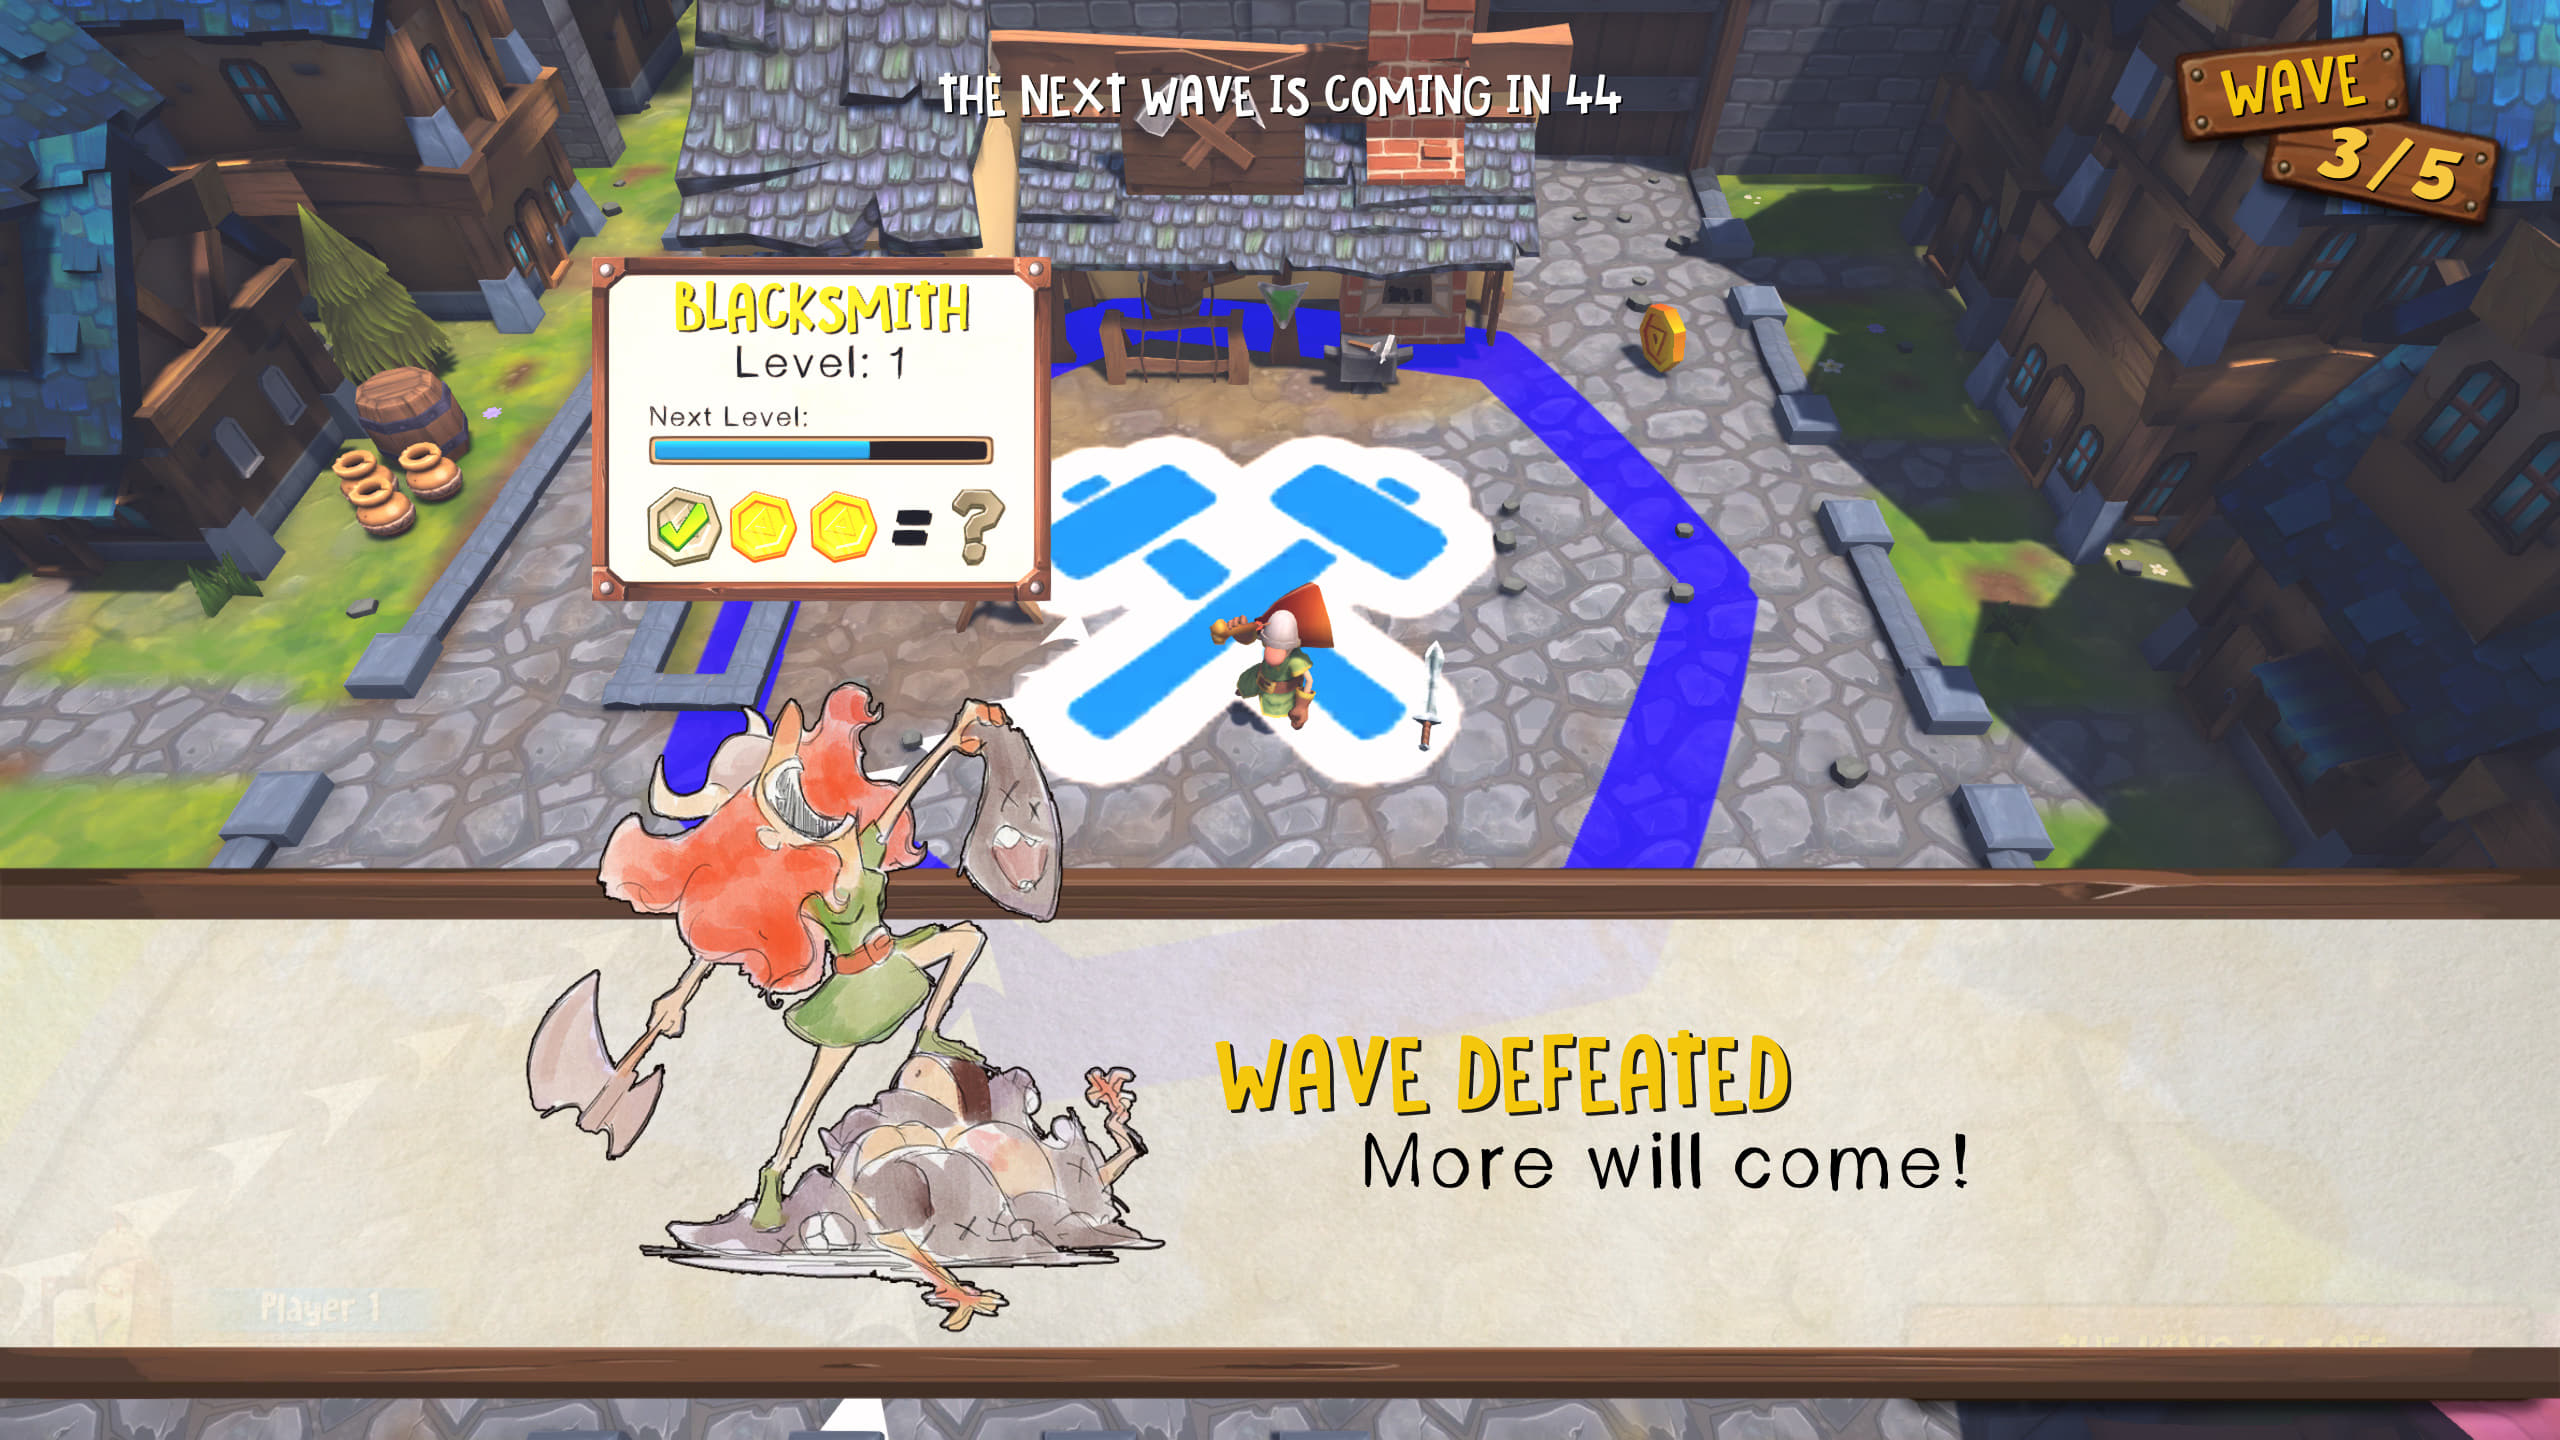 THE NEXT WAVE IS COMING IN 44
WAVE
3/5
BLACKSMITH
Level: 1
Next Level:
=
?
WAVE DEFEATED
More will come!
Player 1